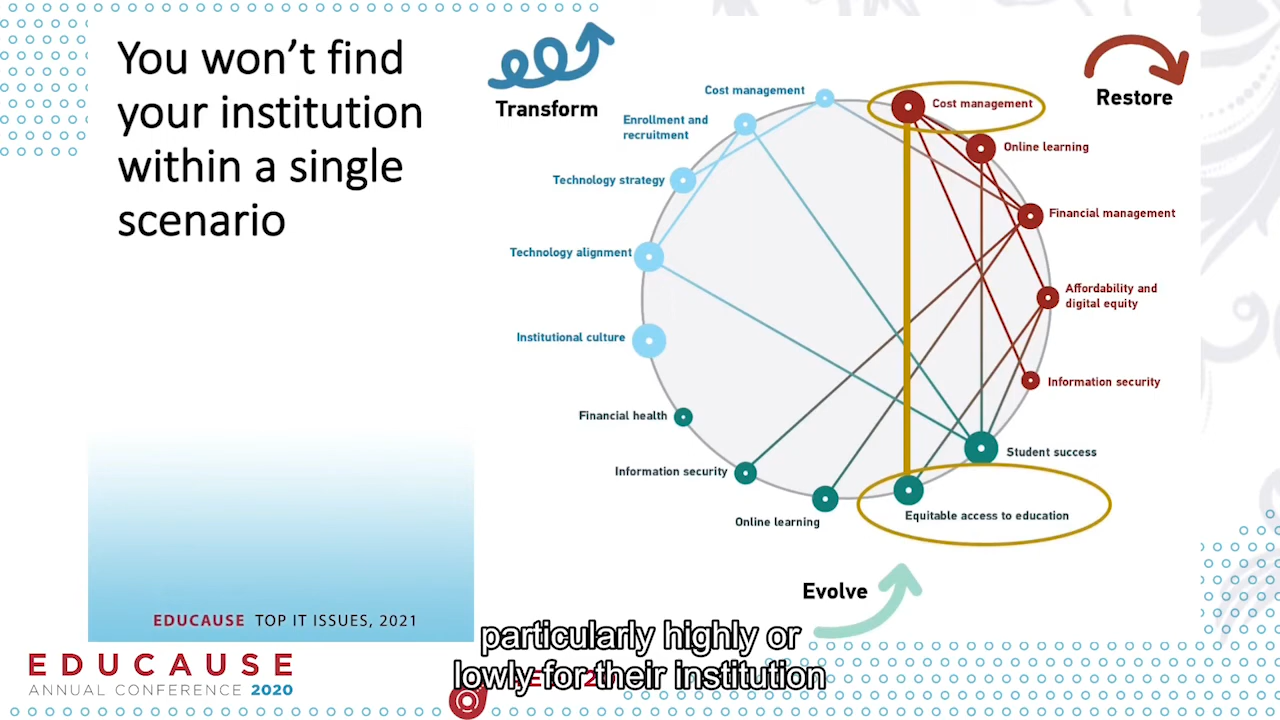 You won’t find
your institution
within a single
scenario
Transform
Restore
Cost management
Enrollment and
recruitment
Technology strategy
Technology alignment
Institutional culture
Financial health
Information security
Online learning
Cost management
Online learning
Financial management
Affordability and
digital equity
Information security
Student success
Equitable access to education
Evolve
EDUCAUSE TOP IT ISSUES, 2021
particularly highly or
lowly for their institution
EDUCAUSE
ANNUAL CONFERENCE 2020